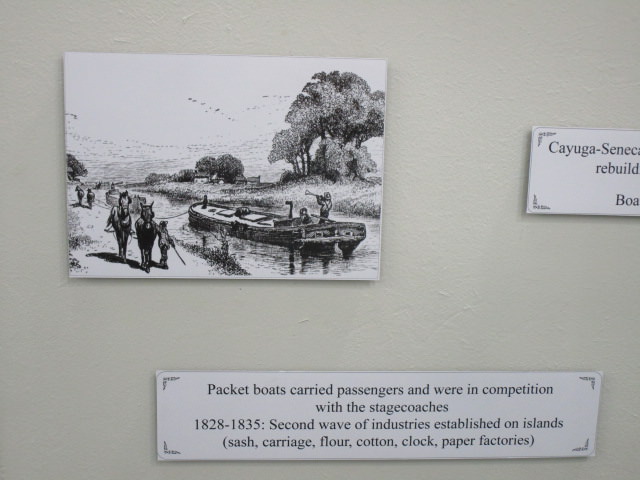 Cayuga-Seneca
rebuild
Boa
Packet boats carried passengers and were in competition
with the stagecoaches
1828-1835: Second wave of industries established on islands
(sash, carriage, flour, cotton, clock, paper factories)